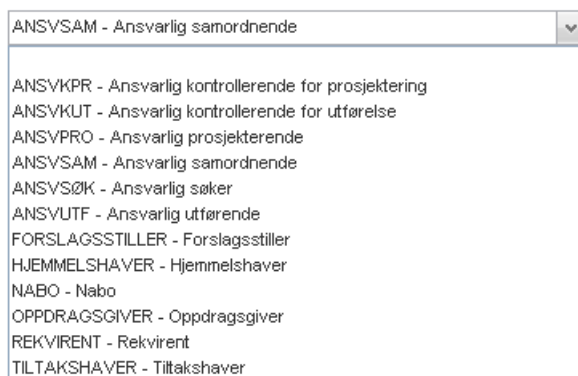 ANSVSAM - Ansvarlig samordnende
ANSVKPR - Ansvarlig kontrollerende for prosjektering
ANSVKUT - Ansvarlig kontrollerende for utførelse
ANSVPRO - Ansvarlig prosjekterende
ANSVSAM - Ansvarlig samordnende
ANSVSØK - Ansvarlig søker
ANSVUTF - Ansvarlig utførende
FORSLAGSSTILLER - Forslagsstiller
HJEMMELSHAVER - Hjemmelshaver
NABO - Nabo
OPPDRAGSGIVER - Oppdragsgiver
REKVIRENT - Rekvirent
TILTAKSHAVER - Tiltakshaver